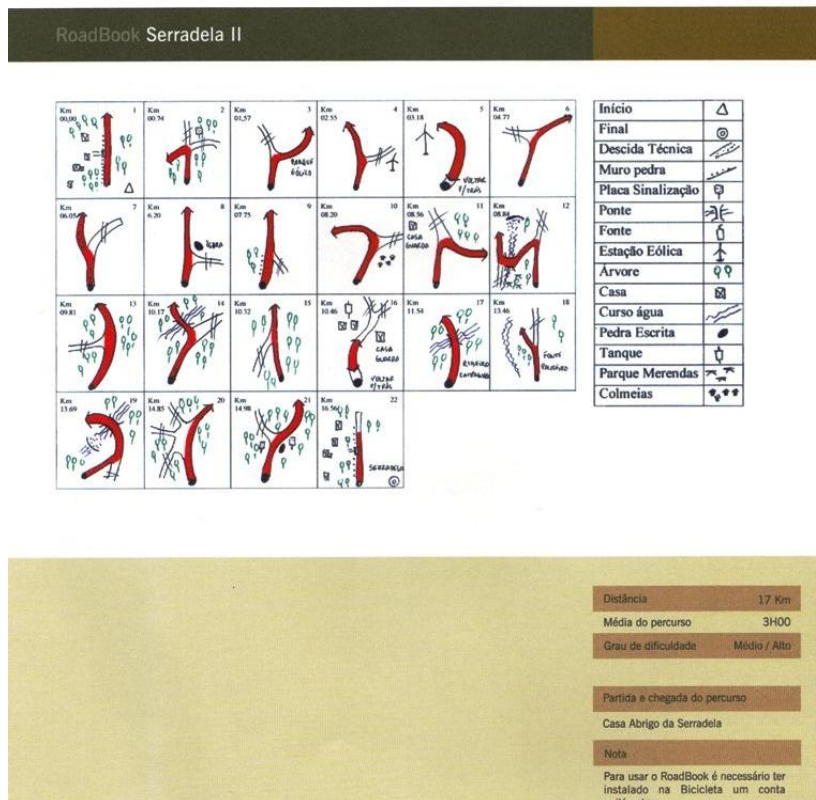 RoadBook Serradela II
Km 1
00,00
Km 2
00.74
Km 3
01,57
PARQUE
EÓLICO
Km 4
02.55
Km 5
03.18
VOLTAR
P/TRÁS
Km 6
04.77
Km 7
06.05
Km 8
6.20
Km 9
07 75
Km 10
08.20
Km 11
08.56
CASA
GUARDA
Km 12
08.84
Km 13
09.81
Km 14
10.17
Km 15
10.32
Km 16
10.46
CASA
GUARDA
VOLTAR
P/TRÁS
Km 17
11.54
RIBEIRO
Km 18
13.46
FONTE
Km 19
13.69
Km 20
14.85
Km 21
14.98
Km 22
16.56
SERRADELA
Início
Final
Descida Técnica
Muro pedra
Placa Sinalização
Ponte
Fonte
Estação Eólica
Árvore
Casa
Curso água
Pedra Escrita
Tanque
Parque Merendas
Colmeias
Distância 17 Km
Média do percurso 3H00
Grau de dificuldade Médio / Alto
Partida e chegada do percurso
Casa Abrigo da Serradela
Nota
Para usar o RoadBook é necessário ter
instalado na Bicicleta um conta